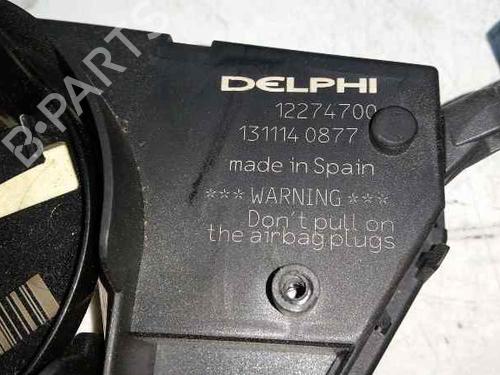 B-PARTS
DELPHI
12274700
131114 0877
made in Spain
*** WARNING ***
Don't pull on
the airbag plugs